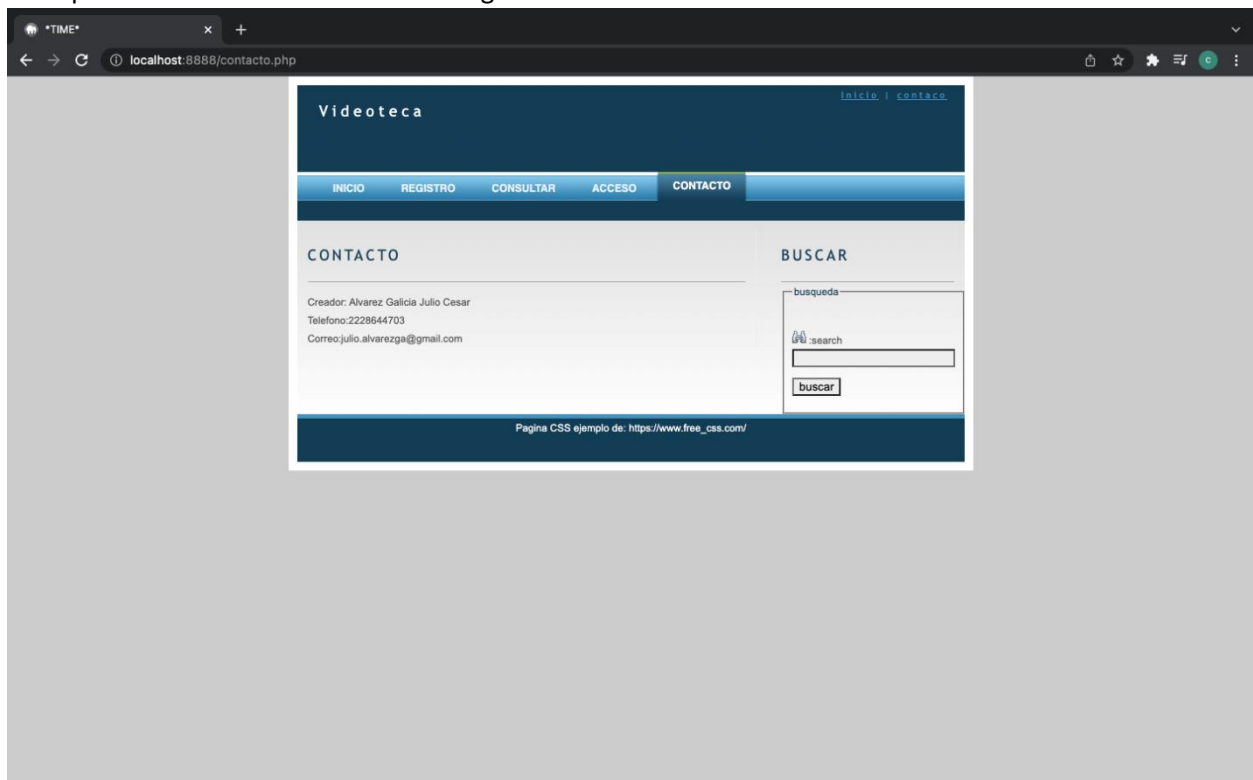 *TIME*
localhost:8888/contacto.php
Inicio | contaco
Videoteca
INICIO REGISTRO CONSULTAR ACCESO CONTACTO
CONTACTO
Creador: Alvarez Galicia Julio Cesar
Telefono:2228644703
Correo:julio.alvarezga@gmail.com
BUSCAR
busqueda
:search
buscar
Pagina CSS ejemplo de: https://www.free_css.com/